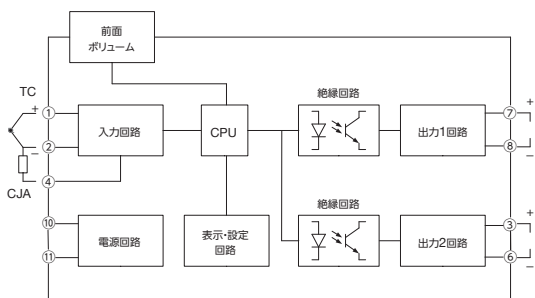 前面
ボリューム
TC
+
①
入力回路
CPU
絶縁回路
出力1回路
⑦
+
−
②
⑧
−
④
CJA
絶縁回路
⑩
電源回路
表示・設定
回路
出力2回路
③
+
⑪
⑥
−